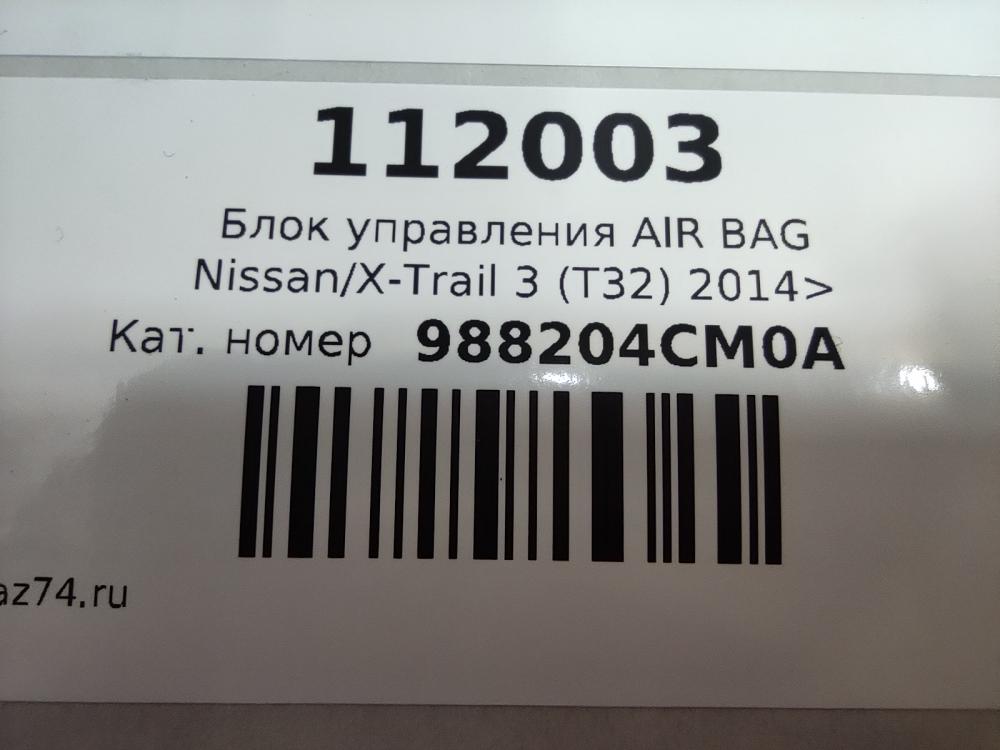 112003
Блок управления AIR BAG
Nissan/X-Trail 3 (T32) 2014>
Кат. номер 988204CM0A
az74.ru